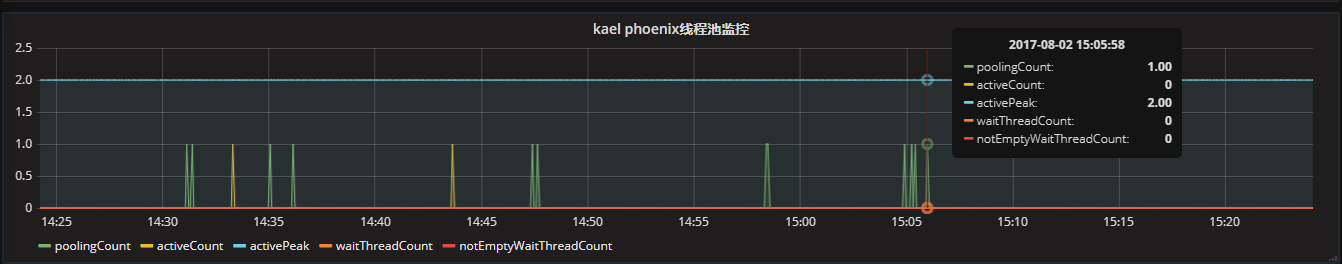 kael phoenix线程池监控
2.5
2.0
1.5
1.0
0.5
0
14:25 14:30 14:35 14:40 14:45 14:50 14:55 15:00 15:05 15:10 15:15 15:20
2017-08-02 15:05:58
poolingCount: 1.00
activeCount: 0
activePeak: 2.00
waitThreadCount: 0
notEmptyWaitThreadCount: 0
poolingCount activeCount activePeak waitThreadCount notEmptyWaitThreadCount